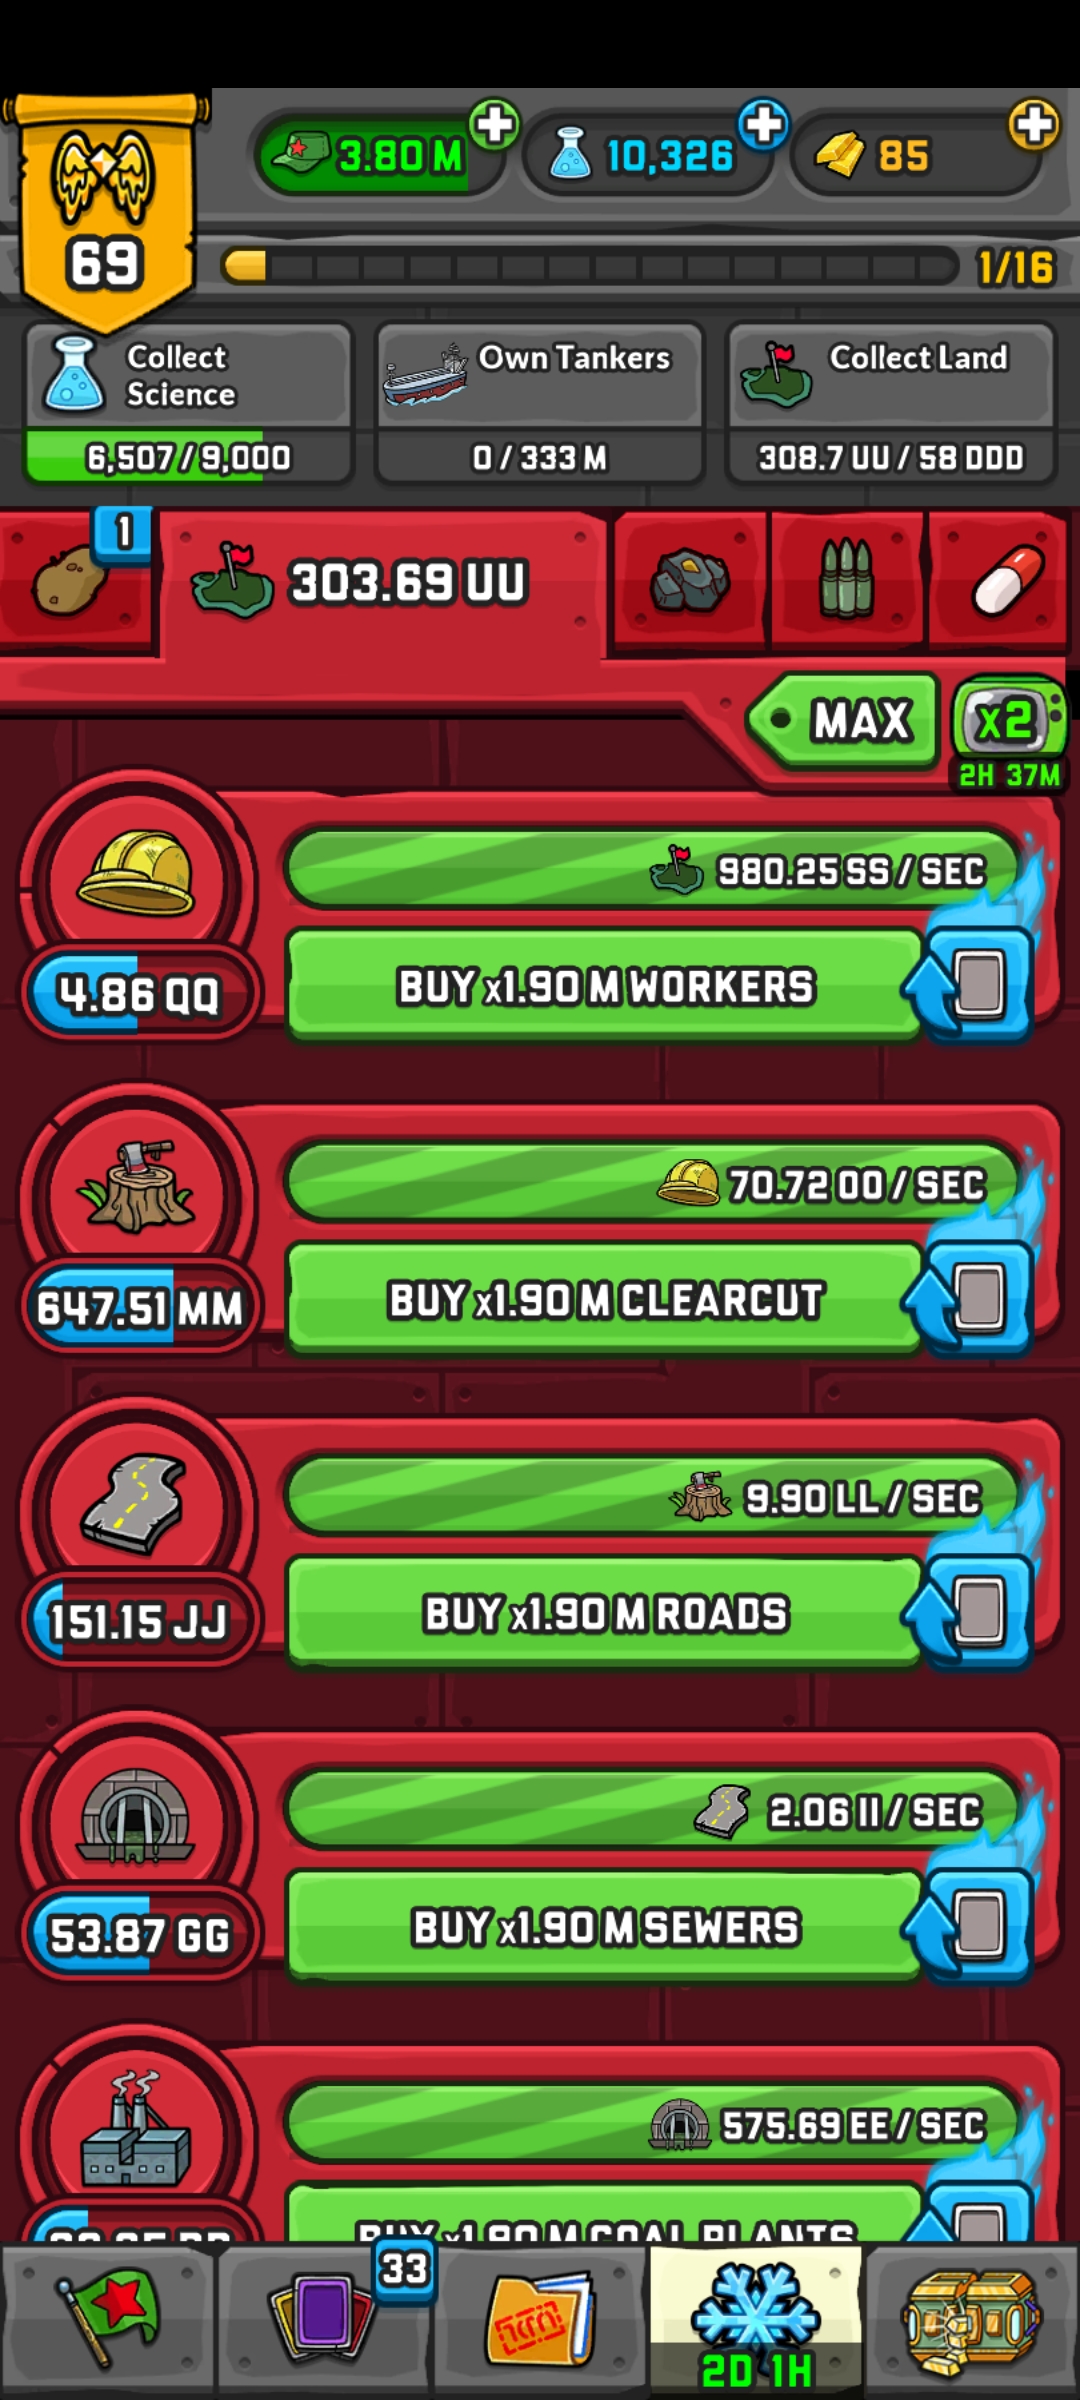 3.80 M
10,326
85
69
1/16
Collect
Science
6,507/9,000
Own Tankers
0/333 M
Collect Land
308.7 UU/58 DDD
1
303.69 UU
MAX
x2
2H 37M
980.25 SS/SEC
4.86 QQ
BUY x1.90 M WORKERS
70.72 OO/SEC
647.51 MM
BUY x1.90 M CLEARCUT
9.90 LL/SEC
151.15 JJ
BUY x1.90 M ROADS
2.06 II/SEC
53.87 GG
BUY x1.90 M SEWERS
575.69 EE/SEC
BUY x1.90 M COAL PLANTS
33
2D 1H